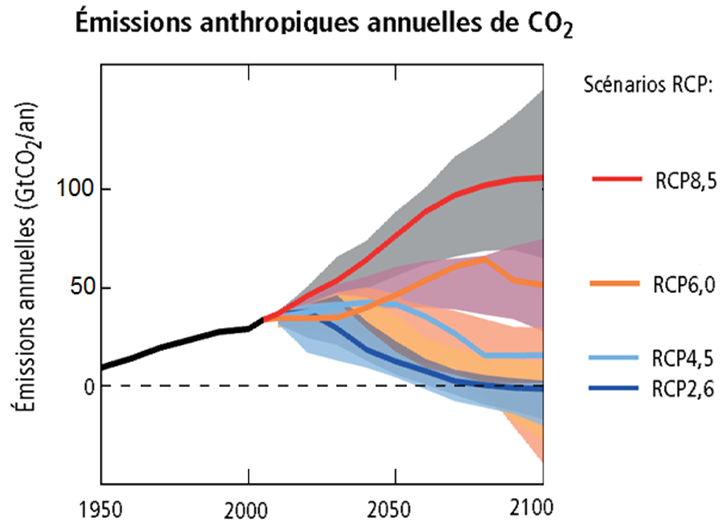 Émissions anthropiques annuelles de CO₂
Émissions annuelles (GtCO₂/an)
100
50
0
1950
2000
2050
2100
Scénarios RCP:
RCP8,5
RCP6,0
RCP4,5
RCP2,6